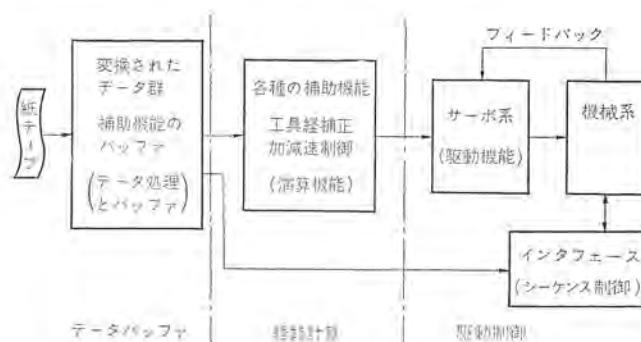 フィードバック
紙テープ
変換された
データ群
補助機能の
バッファ
(データ処理
とバッファ)
各種の補助機能
工具経補正
加減速制御
(演算機能)
サーボ系
(駆動機能)
機械系
インタフェース
(シーケンス制御)
データバッファ
駆動制御